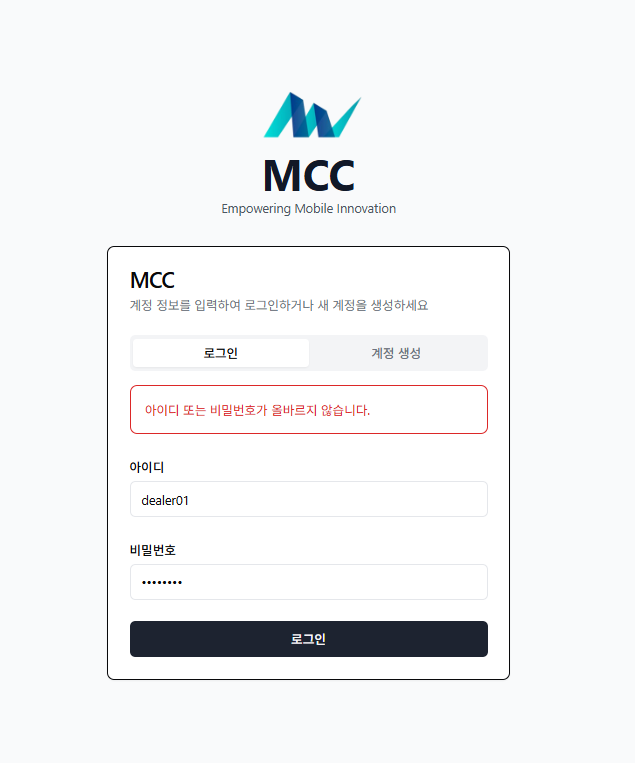 MCC
Empowering Mobile Innovation
MCC
계정 정보를 입력하여 로그인하거나 새 계정을 생성하세요
로그인 계정 생성
아이디 또는 비밀번호가 올바르지 않습니다.
아이디
dealer01
비밀번호
••••••••
로그인